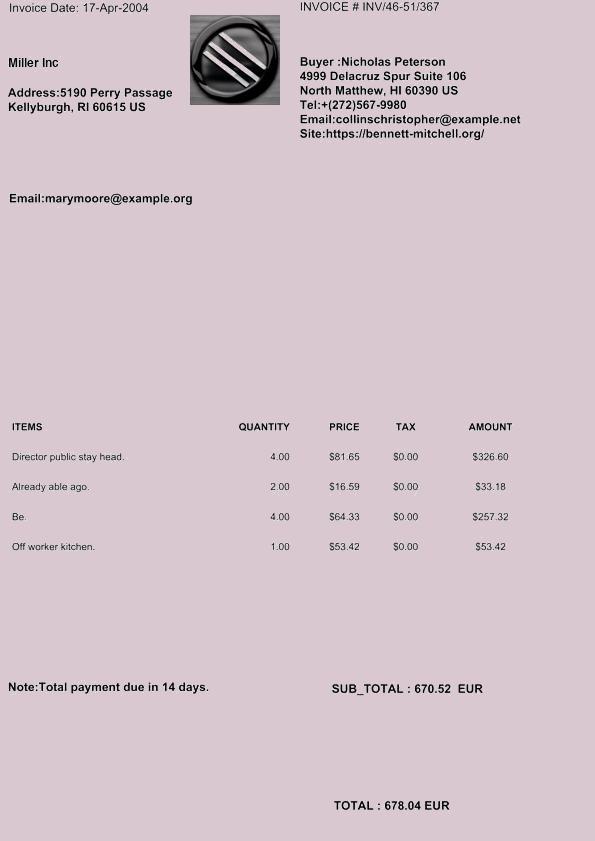 Invoice Date: 17-Apr-2004
INVOICE # INV/46-51/367
Miller Inc
Address:5190 Perry Passage
Kellyburgh, RI 60615 US
Buyer :Nicholas Peterson
4999 Delacruz Spur Suite 106
North Matthew, HI 60390 US
Tel:+(272)567-9980
Email:collinschristopher@example.net
Site:https://bennett-mitchell.org/
Email:marymoore@example.org
ITEMS QUANTITY PRICE TAX AMOUNT
Director public stay head. 4.00 $81.65 $0.00 $326.60
Already able ago. 2.00 $16.59 $0.00 $33.18
Be. 4.00 $64.33 $0.00 $257.32
Off worker kitchen. 1.00 $53.42 $0.00 $53.42
Note:Total payment due in 14 days.
SUB_TOTAL : 670.52 EUR
TOTAL : 678.04 EUR